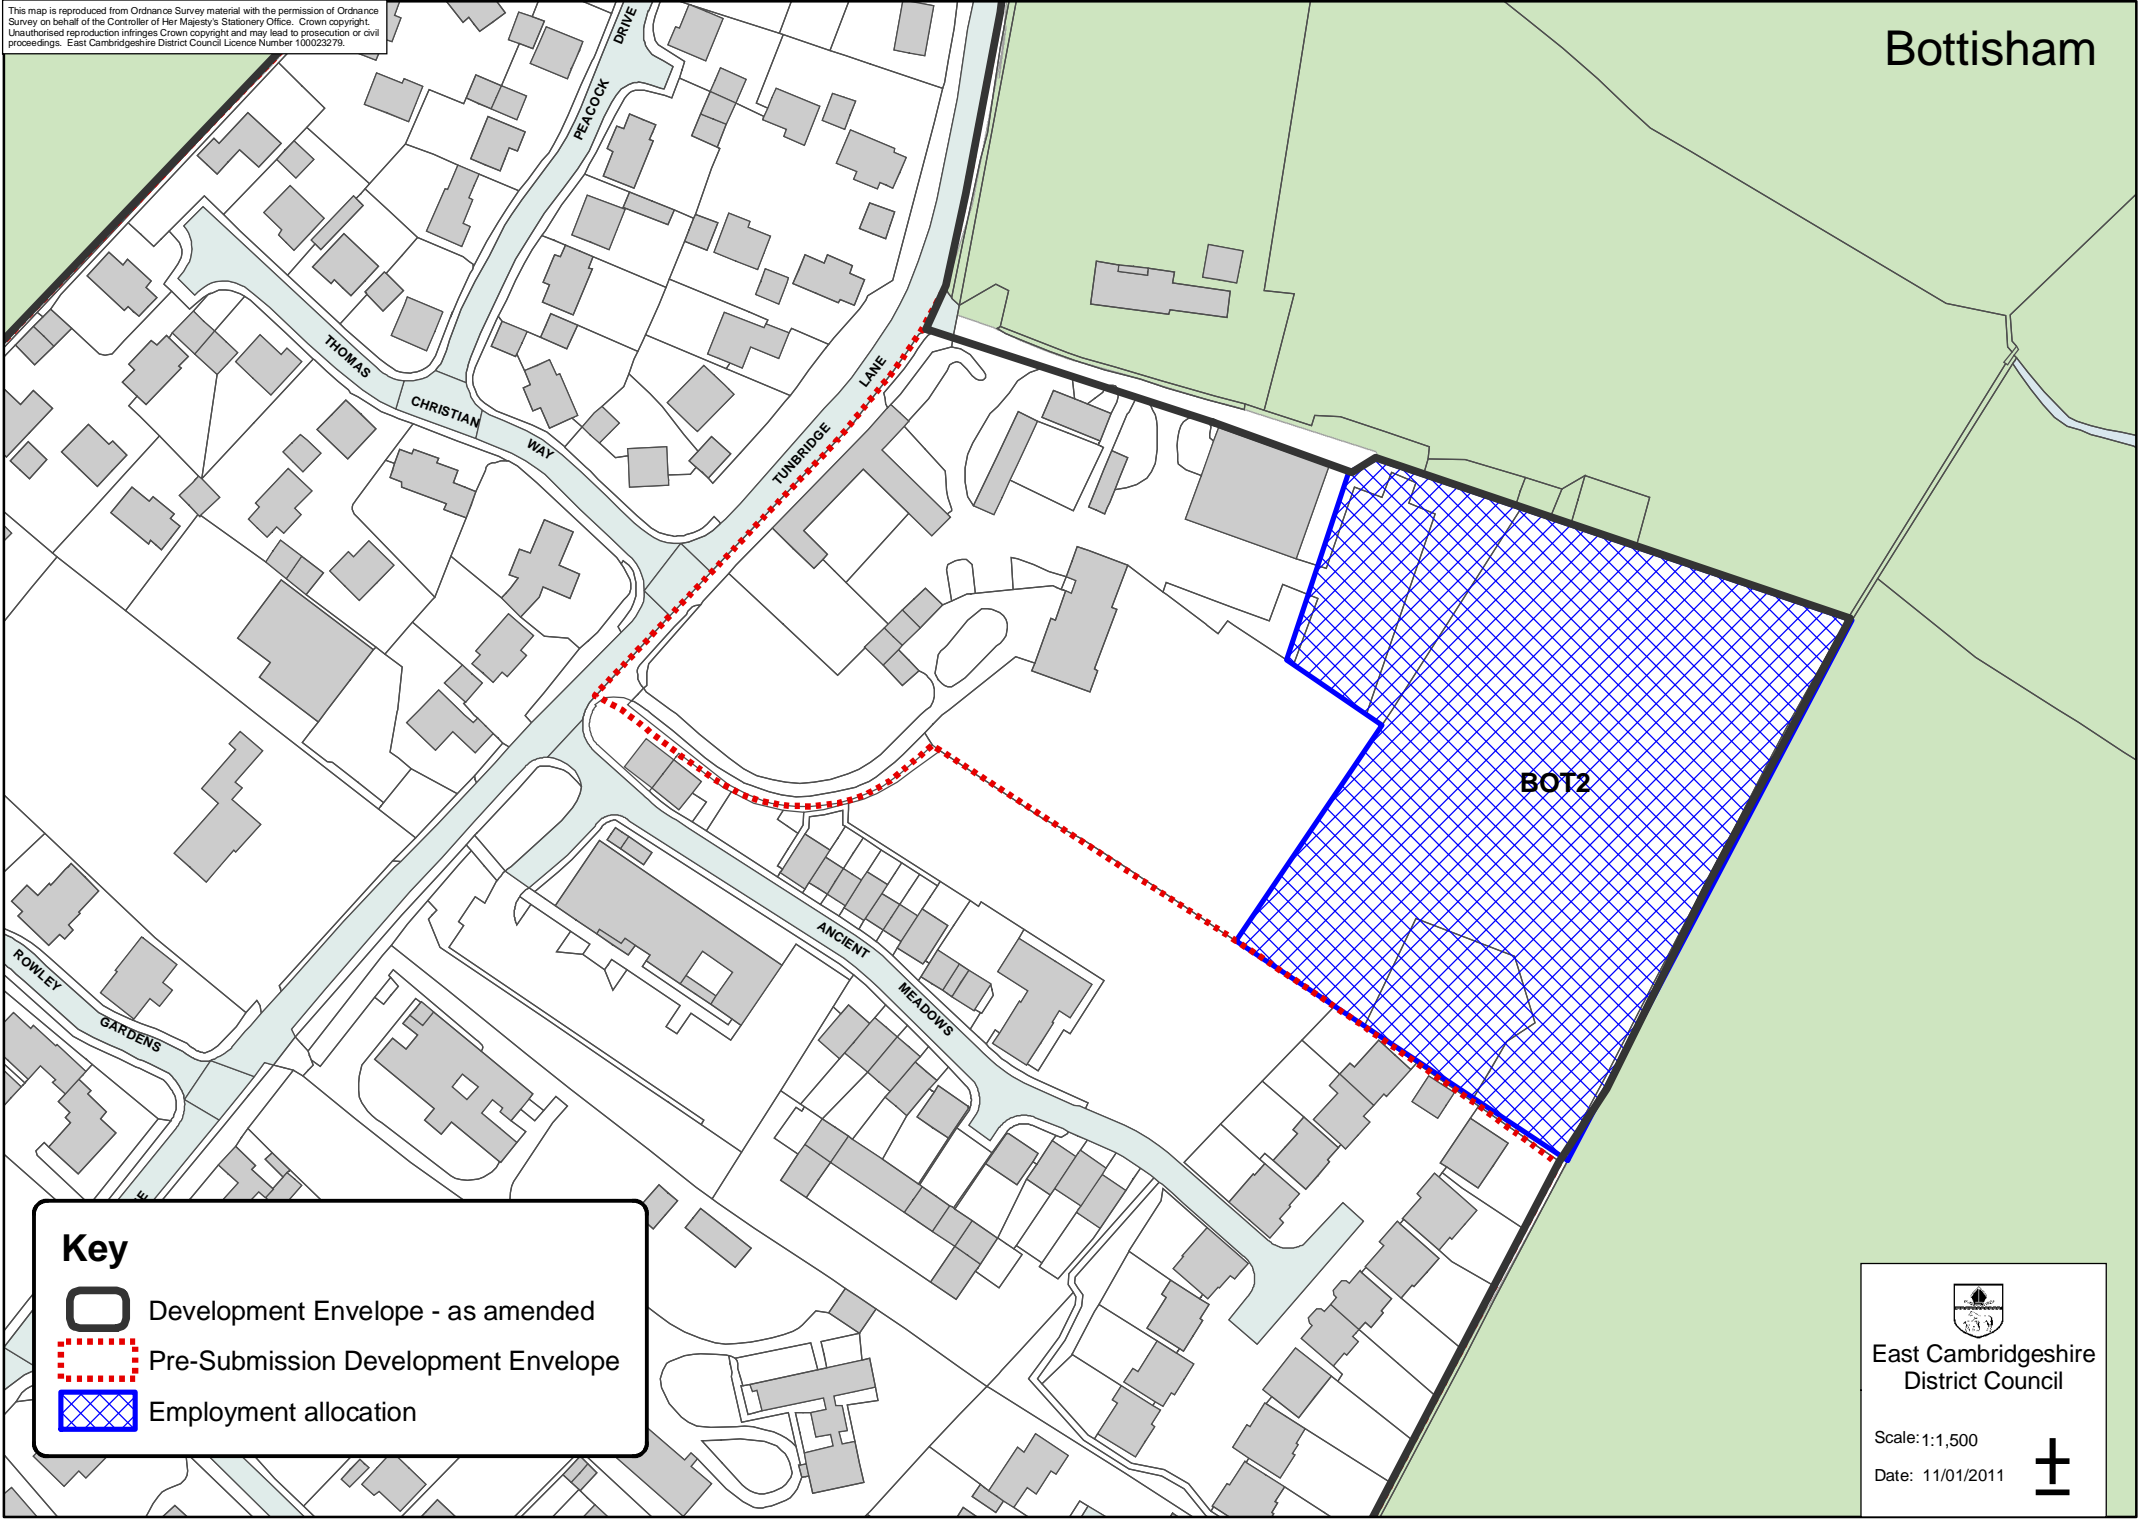 This map is reproduced from Ordnance Survey material with the permission of Ordnance
Survey on behalf of the Controller of Her Majesty's Stationery Office. Crown copyright.
Unauthorised reproduction infringes Crown copyright and may lead to prosecution or civil
proceedings. East Cambridgeshire District Council Licence Number 100023279.
Bottisham
PEACOCK DRIVE
THOMAS CHRISTIAN WAY
TUNBRIDGE LANE
BOT2
ANCIENT MEADOWS
ROWLEY GARDENS
E
Key
Development Envelope - as amended
Pre-Submission Development Envelope
Employment allocation
East Cambridgeshire
District Council
Scale: 1:1,500
Date: 11/01/2011